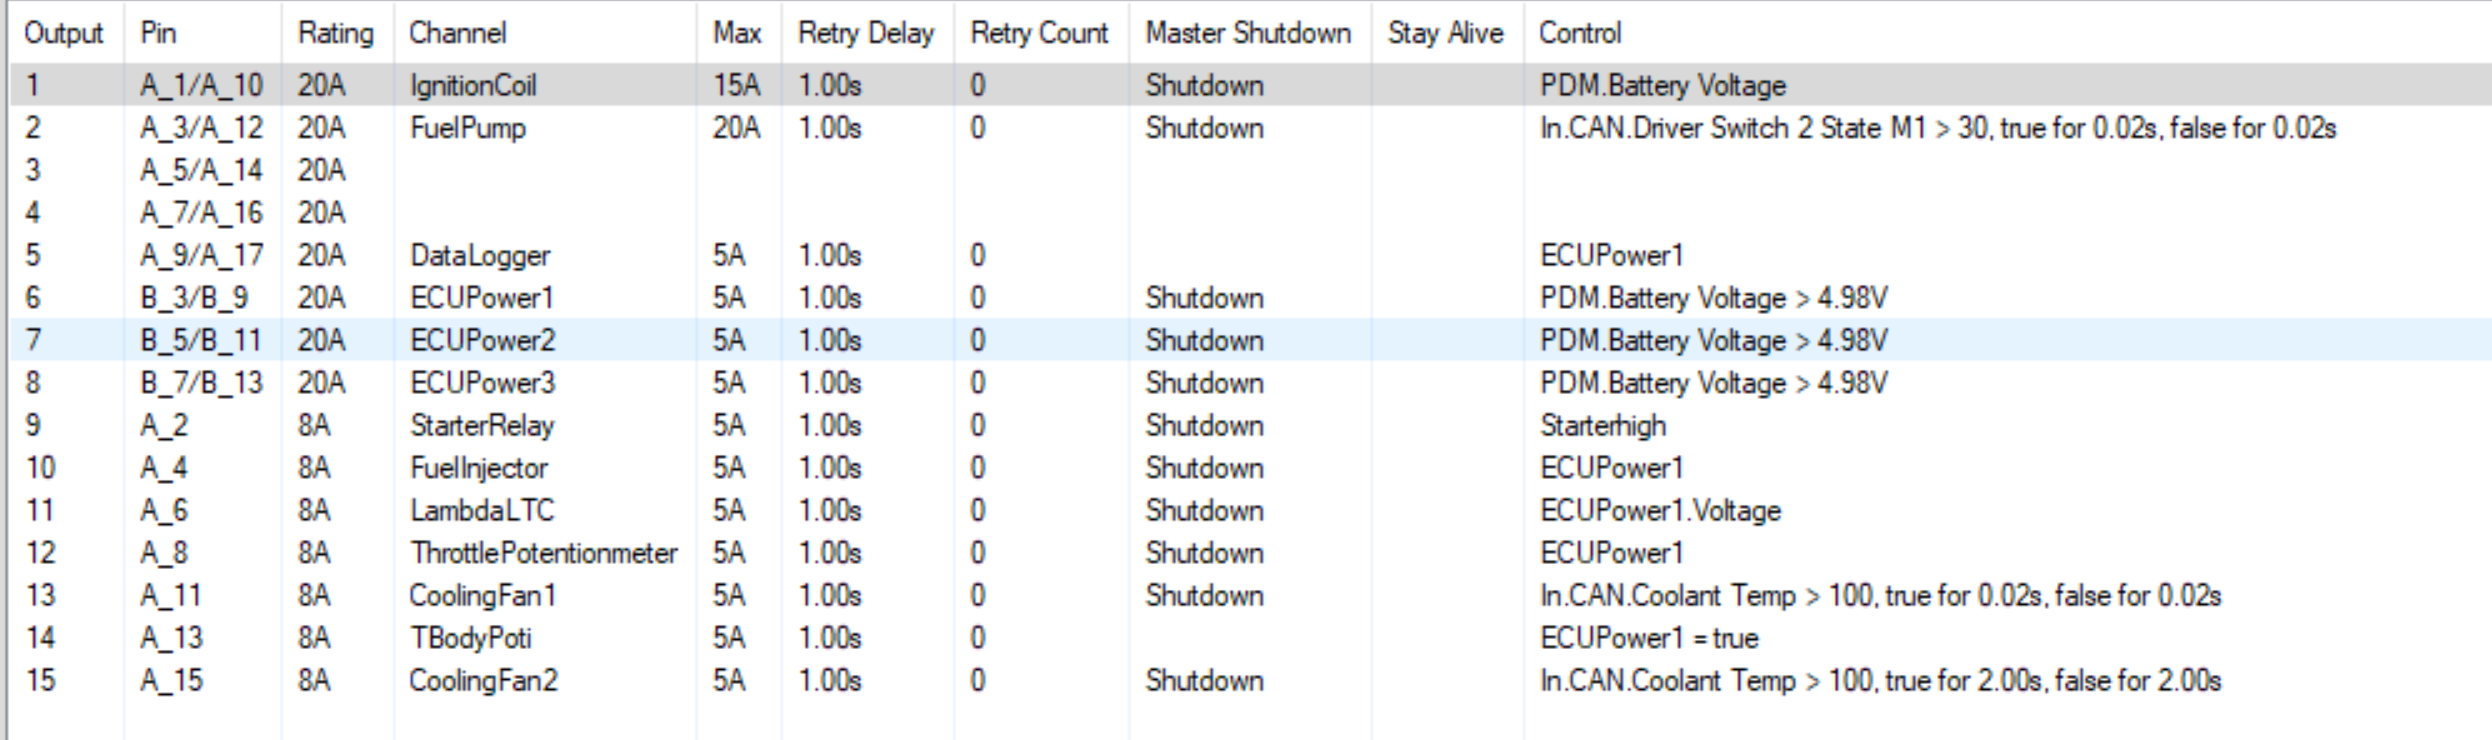 Output Pin Rating Channel Max Retry Delay Retry Count Master Shutdown Stay Alive Control
1 A_1/A_10 20A IgnitionCoil 15A 1.00s 0 Shutdown PDM.Battery Voltage
2 A_3/A_12 20A FuelPump 20A 1.00s 0 Shutdown In.CAN.Driver Switch 2 State M1 > 30, true for 0.02s, false for 0.02s
3 A_5/A_14 20A
4 A_7/A_16 20A
5 A_9/A_17 20A DataLogger 5A 1.00s 0 ECUPower1
6 B_3/B_9 20A ECUPower1 5A 1.00s 0 Shutdown PDM.Battery Voltage > 4.98V
7 B_5/B_11 20A ECUPower2 5A 1.00s 0 Shutdown PDM.Battery Voltage > 4.98V
8 B_7/B_13 20A ECUPower3 5A 1.00s 0 Shutdown PDM.Battery Voltage > 4.98V
9 A_2 8A StarterRelay 5A 1.00s 0 Shutdown Starterhigh
10 A_4 8A FuelInjector 5A 1.00s 0 Shutdown ECUPower1
11 A_6 8A LambdaLTC 5A 1.00s 0 Shutdown ECUPower1.Voltage
12 A_8 8A ThrottlePotentionmeter 5A 1.00s 0 Shutdown ECUPower1
13 A_11 8A CoolingFan1 5A 1.00s 0 Shutdown In.CAN.Coolant Temp > 100, true for 0.02s, false for 0.02s
14 A_13 8A TBodyPoti 5A 1.00s 0 ECUPower1 = true
15 A_15 8A CoolingFan2 5A 1.00s 0 Shutdown In.CAN.Coolant Temp > 100, true for 2.00s, false for 2.00s